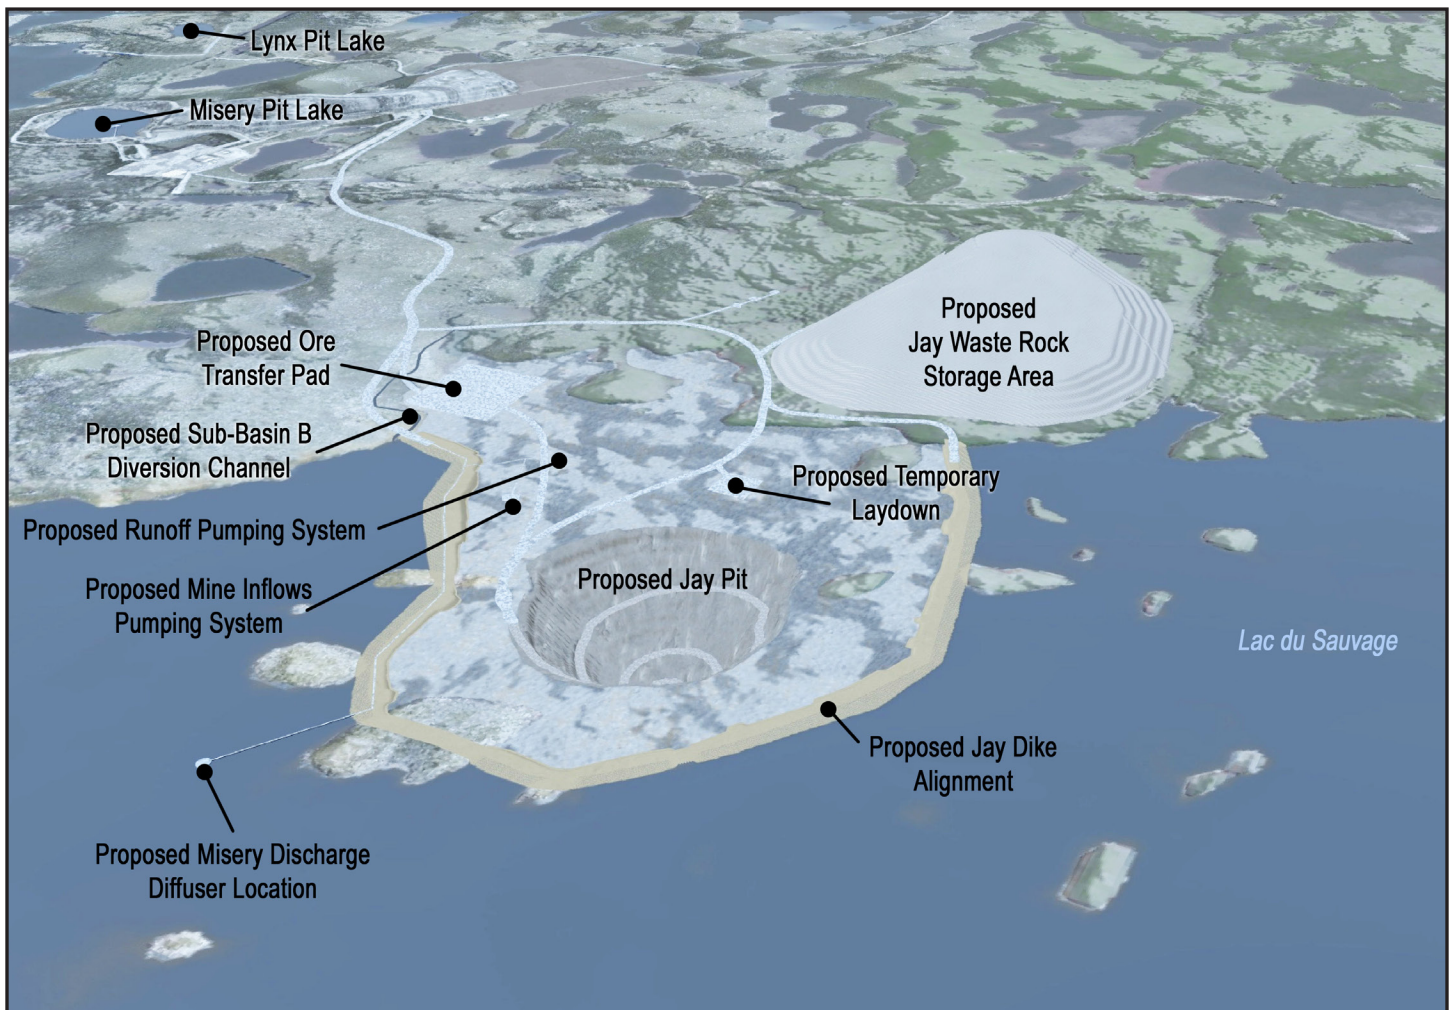 Lynx Pit Lake
Misery Pit Lake
Proposed
Jay Waste Rock
Storage Area
Proposed Ore
Transfer Pad
Proposed Sub-Basin B
Diversion Channel
Proposed Temporary
Laydown
Proposed Runoff Pumping System
Proposed Jay Pit
Proposed Mine Inflows
Pumping System
Lac du Sauvage
Proposed Jay Dike
Alignment
Proposed Misery Discharge
Diffuser Location